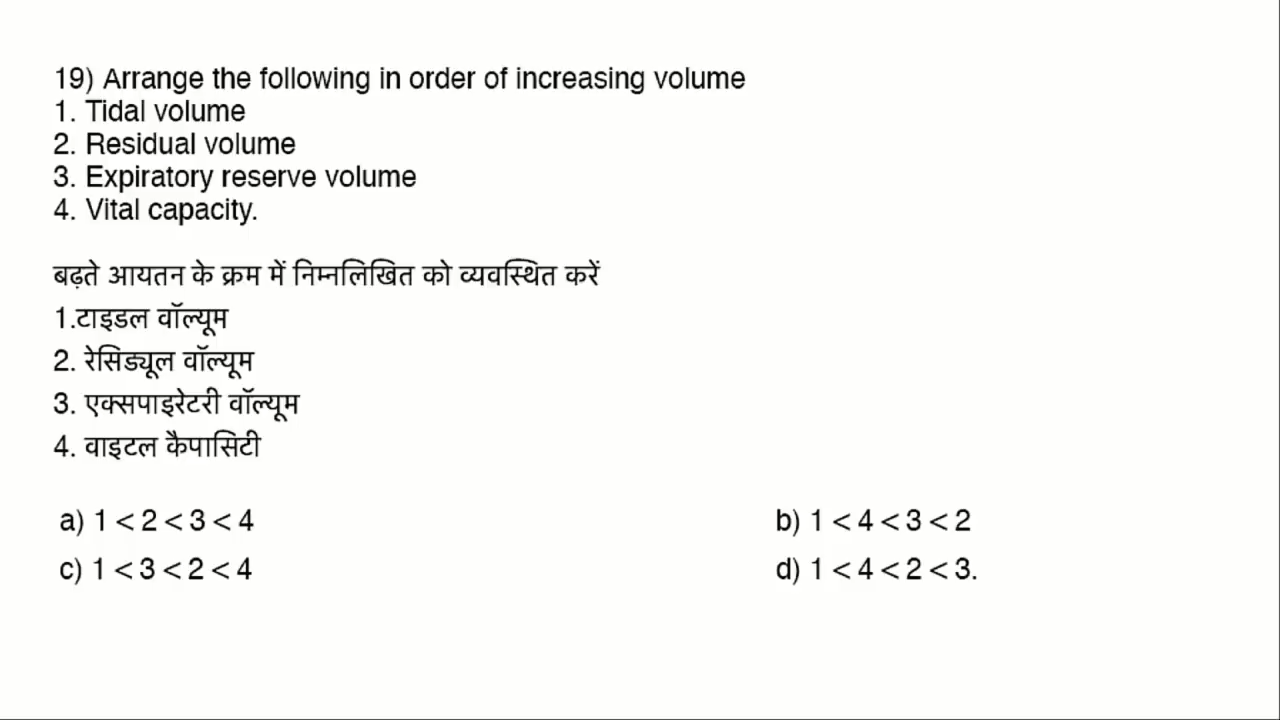 19) Arrange the following in order of increasing volume
1. Tidal volume
2. Residual volume
3. Expiratory reserve volume
4. Vital capacity.
बढ़ते आयतन के क्रम में निम्नलिखित को व्यवस्थित करें
1.टाइडल वॉल्यूम
2. रेसिड्यूल वॉल्यूम
3. एक्सपाइरेटरी वॉल्यूम
4. वाइटल कैपासिटी
a) 1 < 2 < 3 < 4 b) 1 < 4 < 3 < 2
c) 1 < 3 < 2 < 4 d) 1 < 4 < 2 < 3.